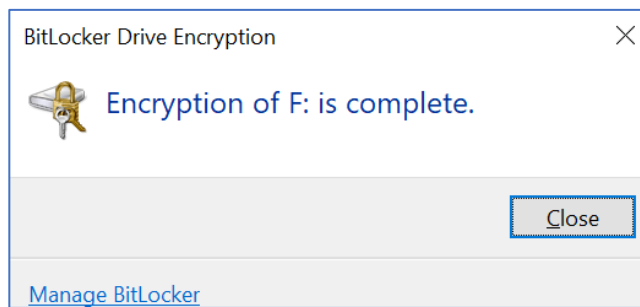 BitLocker Drive Encryption
Encryption of F: is complete.
Close
Manage BitLocker